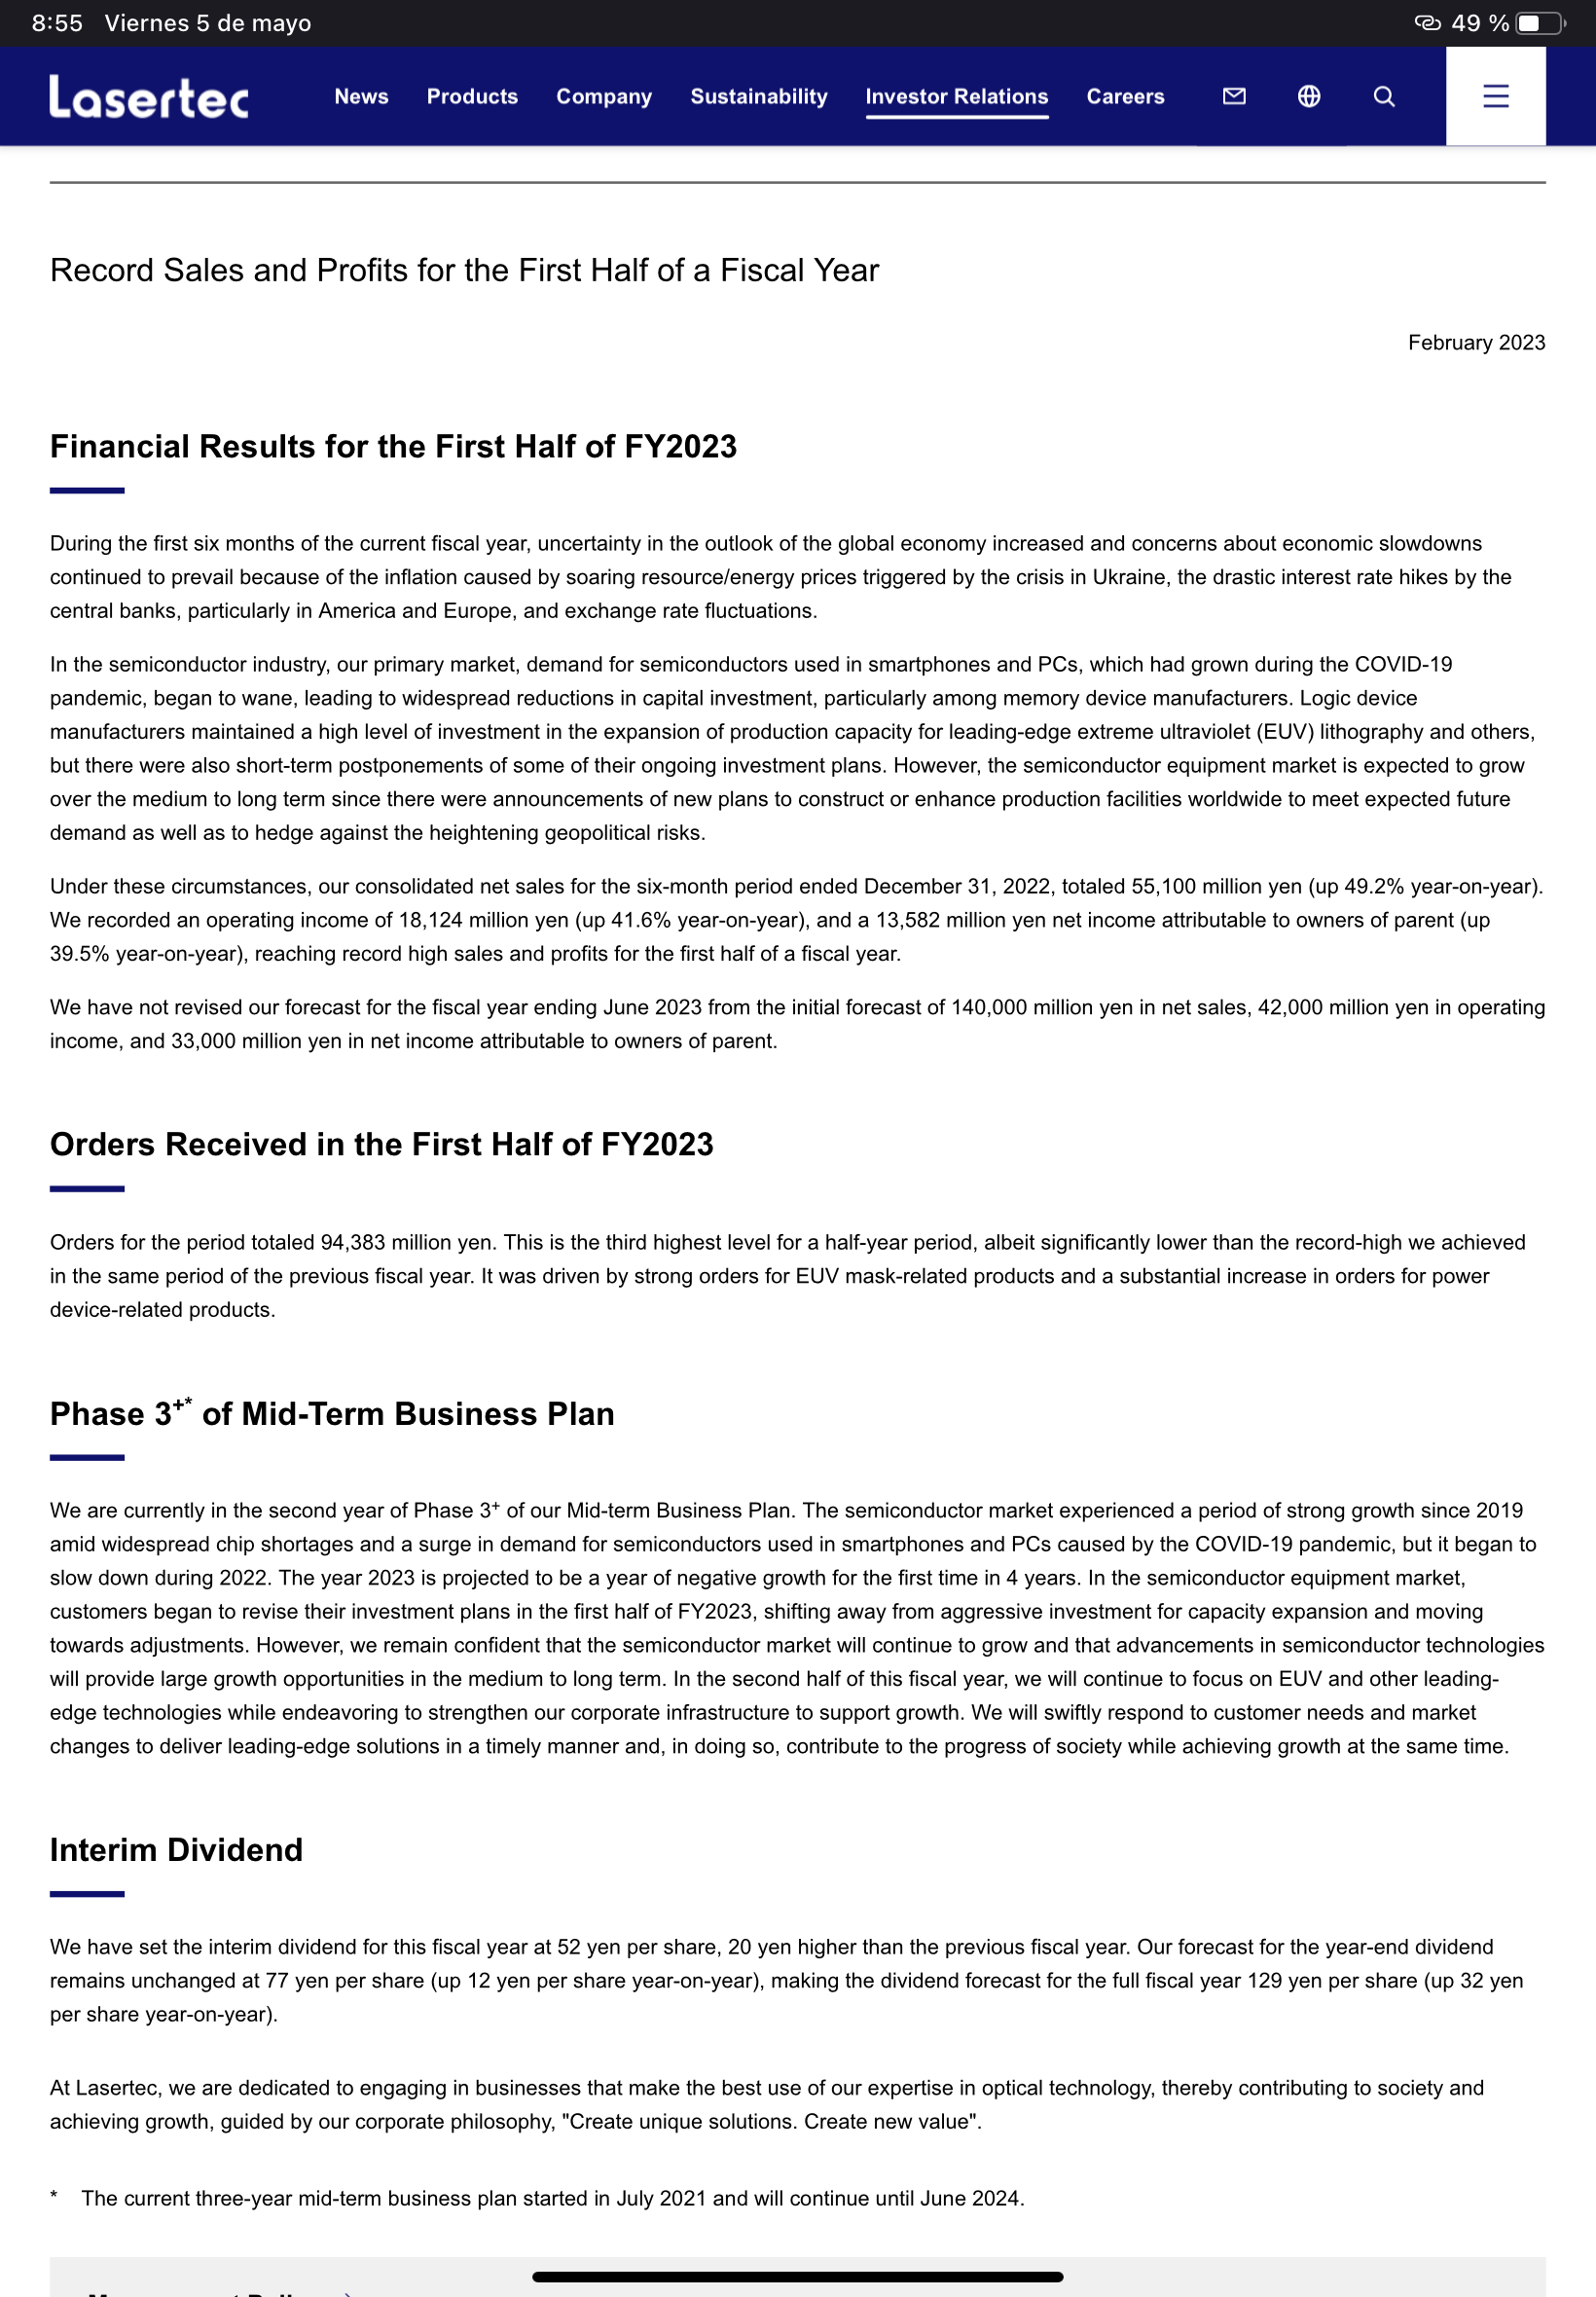 8:55 Viernes 5 de mayo 49 %
Lasertec News Products Company Sustainability Investor Relations Careers
Record Sales and Profits for the First Half of a Fiscal Year
February 2023
Financial Results for the First Half of FY2023
During the first six months of the current fiscal year, uncertainty in the outlook of the global economy increased and concerns about economic slowdowns
continued to prevail because of the inflation caused by soaring resource/energy prices triggered by the crisis in Ukraine, the drastic interest rate hikes by the
central banks, particularly in America and Europe, and exchange rate fluctuations.
In the semiconductor industry, our primary market, demand for semiconductors used in smartphones and PCs, which had grown during the COVID-19
pandemic, began to wane, leading to widespread reductions in capital investment, particularly among memory device manufacturers. Logic device
manufacturers maintained a high level of investment in the expansion of production capacity for leading-edge extreme ultraviolet (EUV) lithography and others,
but there were also short-term postponements of some of their ongoing investment plans. However, the semiconductor equipment market is expected to grow
over the medium to long term since there were announcements of new plans to construct or enhance production facilities worldwide to meet expected future
demand as well as to hedge against the heightening geopolitical risks.
Under these circumstances, our consolidated net sales for the six-month period ended December 31, 2022, totaled 55,100 million yen (up 49.2% year-on-year).
We recorded an operating income of 18,124 million yen (up 41.6% year-on-year), and a 13,582 million yen net income attributable to owners of parent (up
39.5% year-on-year), reaching record high sales and profits for the first half of a fiscal year.
We have not revised our forecast for the fiscal year ending June 2023 from the initial forecast of 140,000 million yen in net sales, 42,000 million yen in operating
income, and 33,000 million yen in net income attributable to owners of parent.
Orders Received in the First Half of FY2023
Orders for the period totaled 94,383 million yen. This is the third highest level for a half-year period, albeit significantly lower than the record-high we achieved
in the same period of the previous fiscal year. It was driven by strong orders for EUV mask-related products and a substantial increase in orders for power
device-related products.
Phase 3+* of Mid-Term Business Plan
We are currently in the second year of Phase 3+ of our Mid-term Business Plan. The semiconductor market experienced a period of strong growth since 2019
amid widespread chip shortages and a surge in demand for semiconductors used in smartphones and PCs caused by the COVID-19 pandemic, but it began to
slow down during 2022. The year 2023 is projected to be a year of negative growth for the first time in 4 years. In the semiconductor equipment market,
customers began to revise their investment plans in the first half of FY2023, shifting away from aggressive investment for capacity expansion and moving
towards adjustments. However, we remain confident that the semiconductor market will continue to grow and that advancements in semiconductor technologies
will provide large growth opportunities in the medium to long term. In the second half of this fiscal year, we will continue to focus on EUV and other leading-
edge technologies while endeavoring to strengthen our corporate infrastructure to support growth. We will swiftly respond to customer needs and market
changes to deliver leading-edge solutions in a timely manner and, in doing so, contribute to the progress of society while achieving growth at the same time.
Interim Dividend
We have set the interim dividend for this fiscal year at 52 yen per share, 20 yen higher than the previous fiscal year. Our forecast for the year-end dividend
remains unchanged at 77 yen per share (up 12 yen per share year-on-year), making the dividend forecast for the full fiscal year 129 yen per share (up 32 yen
per share year-on-year).
At Lasertec, we are dedicated to engaging in businesses that make the best use of our expertise in optical technology, thereby contributing to society and
achieving growth, guided by our corporate philosophy, "Create unique solutions. Create new value".
* The current three-year mid-term business plan started in July 2021 and will continue until June 2024.